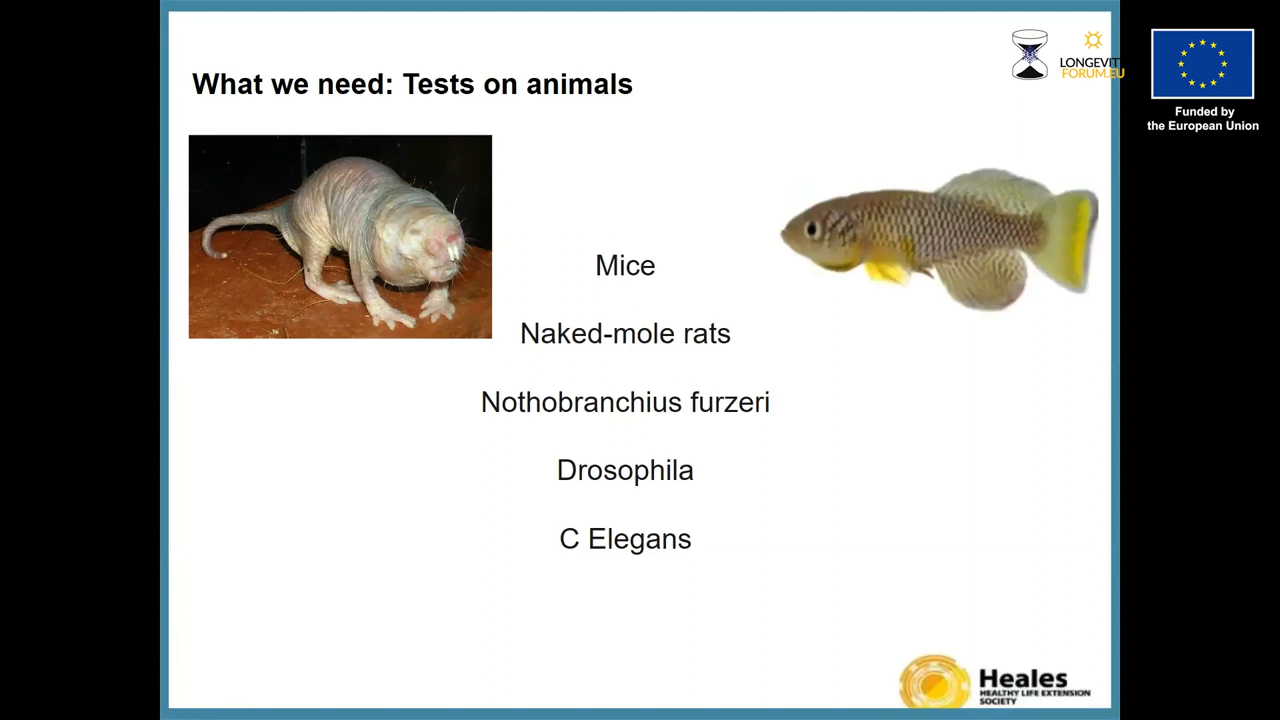 What we need: Tests on animals
LONGEVIT
FORUM.EU
Funded by
the European Union
Mice
Naked-mole rats
Nothobranchius furzeri
Drosophila
C Elegans
Heales
HEALTHY LIFE EXTENSION
SOCIETY